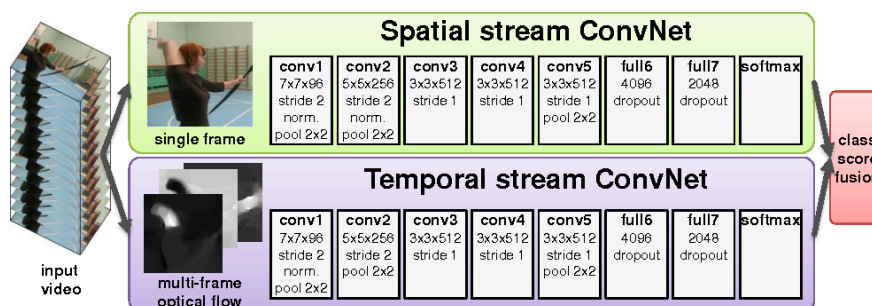 input
video
Spatial stream ConvNet
single frame
conv1
7x7x96
stride 2
norm.
pool 2x2
conv2
5x5x256
stride 2
norm.
pool 2x2
conv3
3x3x512
stride 1
conv4
3x3x512
stride 1
conv5
3x3x512
stride 1
pool 2x2
full6
4096
dropout
full7
2048
dropout
softmax
Temporal stream ConvNet
multi-frame
optical flow
conv1
7x7x96
stride 2
norm.
pool 2x2
conv2
5x5x256
stride 2
pool 2x2
conv3
3x3x512
stride 1
conv4
3x3x512
stride 1
conv5
3x3x512
stride 1
pool 2x2
full6
4096
dropout
full7
2048
dropout
softmax
class
score
fusion